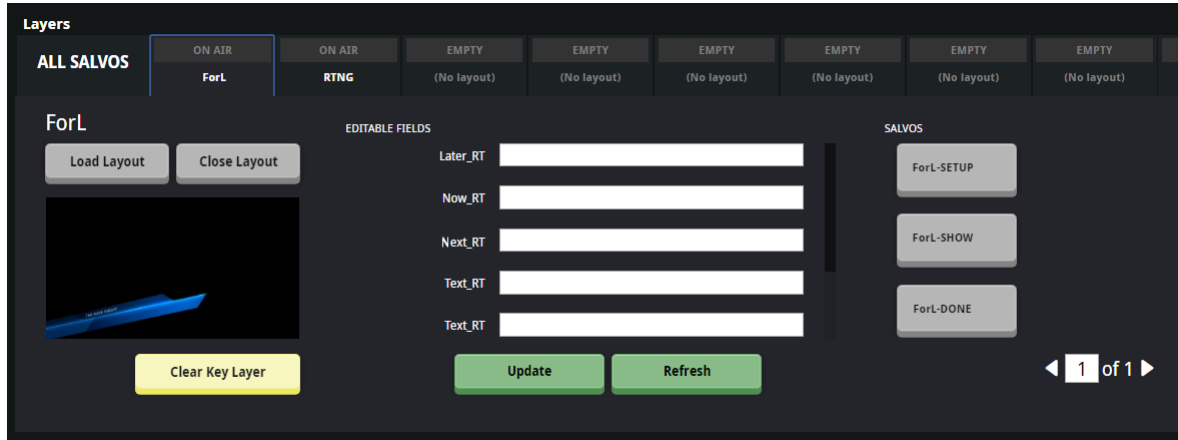 Layers
ALL SALVOS
ON AIR
ForL
ON AIR
RTNG
EMPTY
(No layout)
EMPTY
(No layout)
EMPTY
(No layout)
EMPTY
(No layout)
EMPTY
(No layout)
EMPTY
(No layout)
ForL
Load Layout
Close Layout
Clear Key Layer
EDITABLE FIELDS
Later_RT
Now_RT
Next_RT
Text_RT
Text_RT
Update
Refresh
SALVOS
ForL-SETUP
ForL-SHOW
ForL-DONE
1 of 1